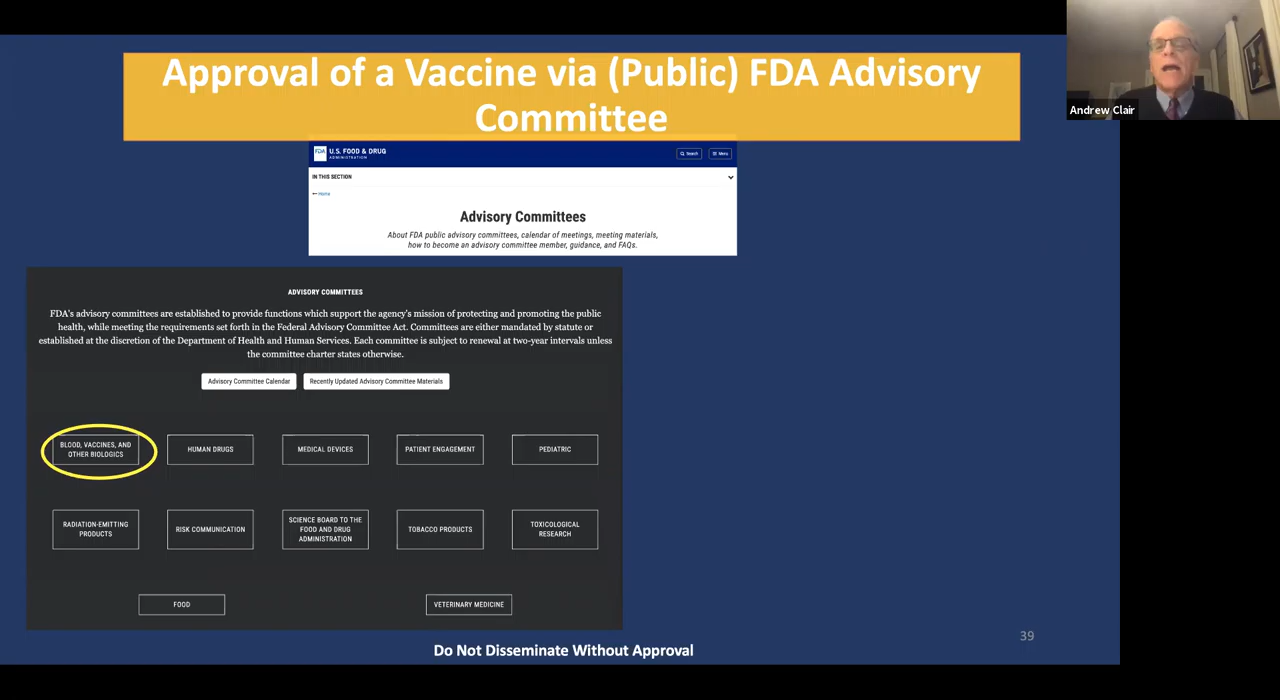 Approval of a Vaccine via (Public) FDA Advisory
Committee
Andrew Clair
FDA
U.S. FOOD & DRUG
ADMINISTRATION
Search
Menu
IN THIS SECTION
Home
Advisory Committees
About FDA public advisory committees, calendar of meetings, meeting materials,
how to become an advisory committee member, guidance, and FAQs.
ADVISORY COMMITTEES
FDA's advisory committees are established to provide functions which support the agency's mission of protecting and promoting the public
health, while meeting the requirements set forth in the Federal Advisory Committee Act. Committees are either mandated by statute or
established at the discretion of the Department of Health and Human Services. Each committee is subject to renewal at two-year intervals unless
the committee charter states otherwise.
Advisory Committee Calendar
Recently Updated Advisory Committee Materials
BLOOD, VACCINES, AND
OTHER BIOLOGICS
HUMAN DRUGS
MEDICAL DEVICES
PATIENT ENGAGEMENT
PEDIATRIC
RADIATION-EMITTING
PRODUCTS
RISK COMMUNICATION
SCIENCE BOARD TO THE
FOOD AND DRUG
ADMINISTRATION
TOBACCO PRODUCTS
TOXICOLOGICAL
RESEARCH
FOOD
VETERINARY MEDICINE
39
Do Not Disseminate Without Approval